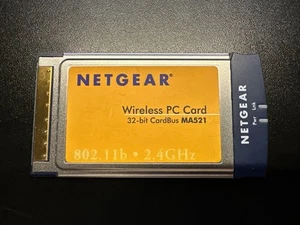 NETGEAR®
Wireless PC Card
32-bit CardBus MA521
802.11b • 2.4GHz
NETGEAR
Pwr Link